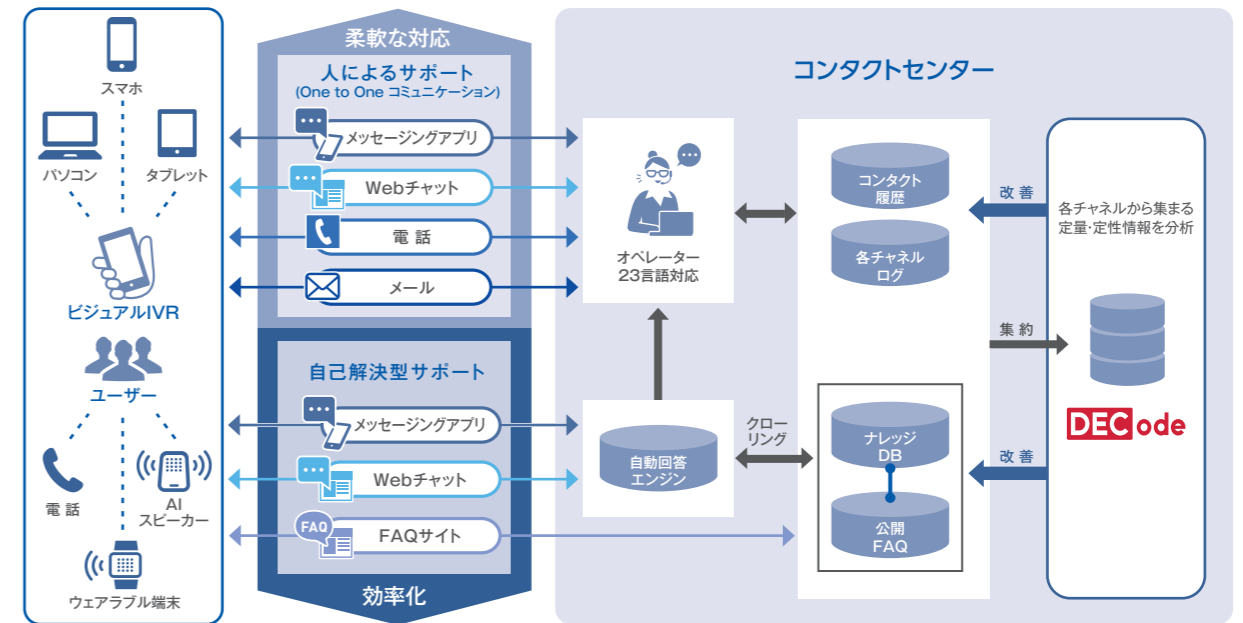 スマホ
パソコン
タブレット
ビジュアルIVR
ユーザー
電話
AI
スピーカー
ウェアラブル端末
柔軟な対応
人によるサポート
(One to One コミュニケーション)
メッセージングアプリ
Webチャット
電話
メール
自己解決型サポート
メッセージングアプリ
Webチャット
FAQ
FAQサイト
効率化
コンタクトセンター
オペレーター
23言語対応
自動回答
エンジン
クロー
リング
コンタクト
履歴
各チャネル
ログ
ナレッジ
DB
公開
FAQ
改善
集約
改善
各チャネルから集まる
定量・定性情報を分析
DECode